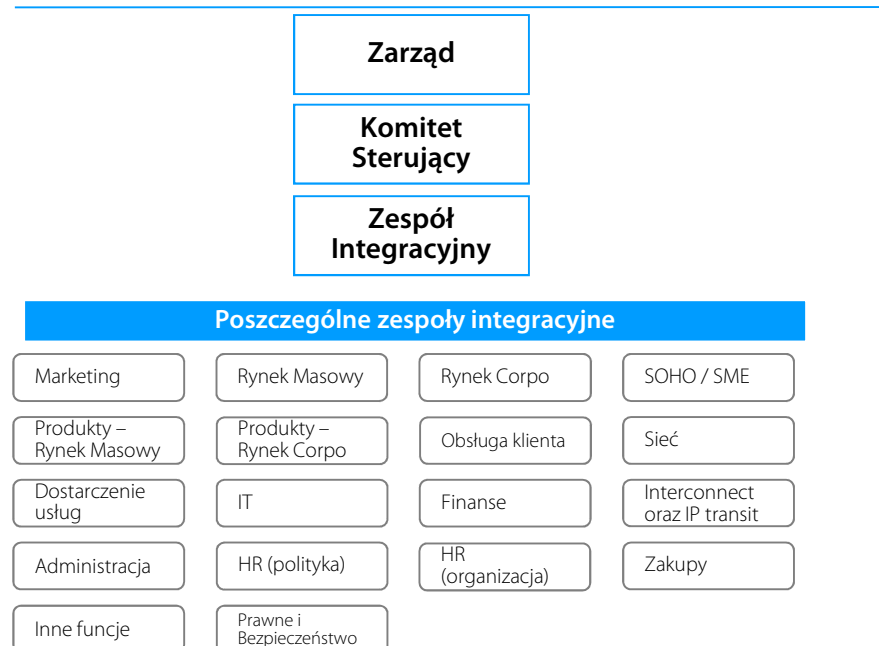 Zarząd
Komitet
Sterujący
Zespół
Integracyjny
Poszczególne zespoły integracyjne
Marketing
Rynek Masowy
Rynek Corpo
SOHO / SME
Produkty –
Rynek Masowy
Produkty –
Rynek Corpo
Obsługa klienta
Sieć
Dostarczenie
usług
IT
Finanse
Interconnect
oraz IP transit
Administracja
HR (polityka)
HR
(organizacja)
Zakupy
Inne funcje
Prawne i
Bezpieczeństwo